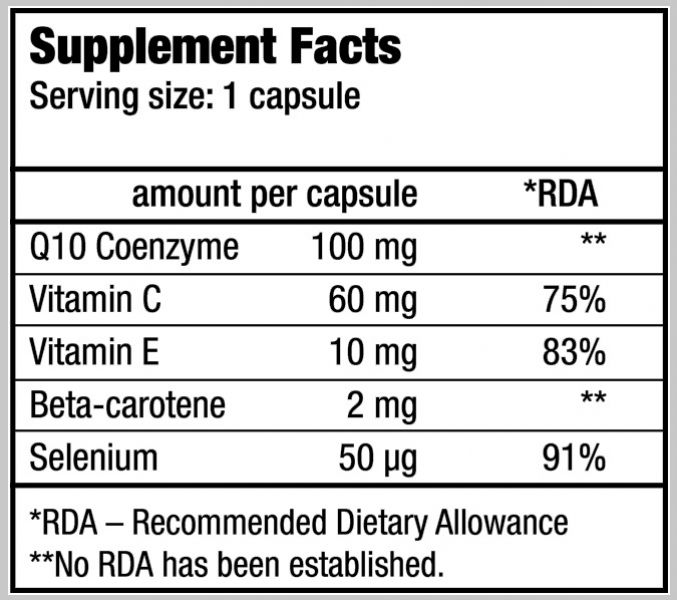 Supplement Facts
Serving size: 1 capsule
amount per capsule *RDA
Q10 Coenzyme 100 mg **
Vitamin C 60 mg 75%
Vitamin E 10 mg 83%
Beta-carotene 2 mg **
Selenium 50 µg 91%
*RDA – Recommended Dietary Allowance
**No RDA has been established.